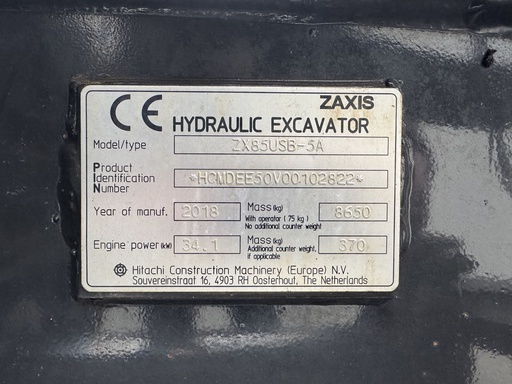 CE ZAXIS
HYDRAULIC EXCAVATOR
Model/type ZX85USB-5A
Product
Identification *HCMDEE50V00102822*
Number
Year of manuf. 2018 Mass(kg) 8650
With operator (75 kg)
No additional counter weight
Engine power(kW) 34.1 Mass(kg) 370
Additional counter weight,
if applicable
Hitachi Construction Machinery (Europe) N.V.
Souvereinstraat 16, 4903 RH Oosterhout, The Netherlands